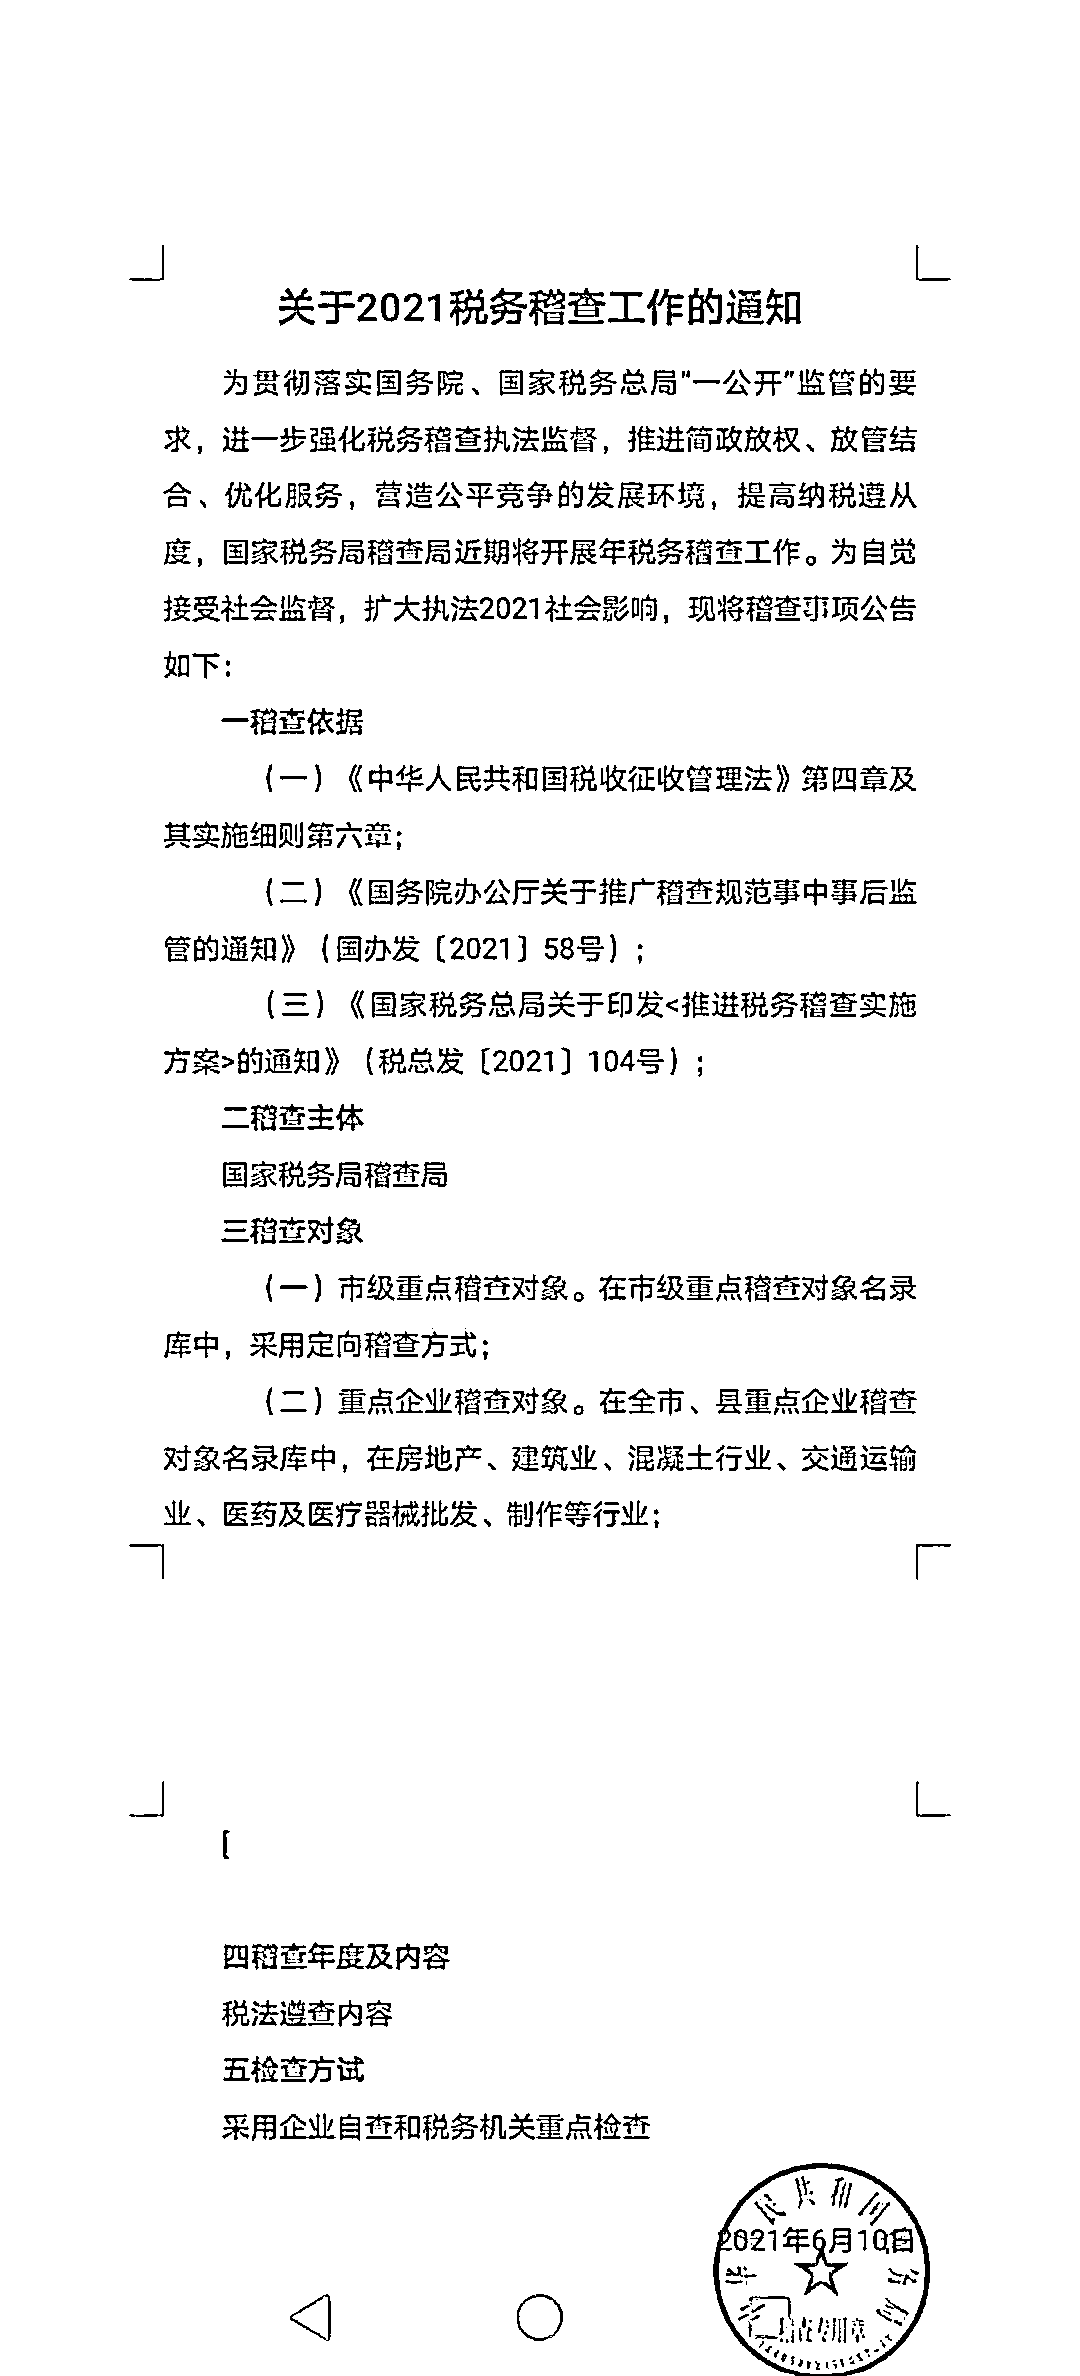 关于2021税务稽查工作的通知
为贯彻落实国务院、国家税务总局"一公开"监管的要
求，进一步强化税务稽查执法监督，推进简政放权、放管结
合、优化服务，营造公平竞争的发展环境，提高纳税遵从
度，国家税务局稽查局近期将开展年税务稽查工作。为自觉
接受社会监督，扩大执法2021社会影响，现将稽查事项公告
如下：
一稽查依据
（一）《中华人民共和国税收征收管理法》第四章及
其实施细则第六章；
（二）《国务院办公厅关于推广稽查规范事中事后监
管的通知》（国办发〔2021〕58号）；
（三）《国家税务总局关于印发<推进税务稽查实施
方案>的通知》（税总发〔2021〕104号）；
二稽查主体
国家税务局稽查局
三稽查对象
（一）市级重点稽查对象。在市级重点稽查对象名录
库中，采用定向稽查方式；
（二）重点企业稽查对象。在全市、县重点企业稽查
对象名录库中，在房地产、建筑业、混凝土行业、交通运输
业、医药及医疗器械批发、制作等行业；
[
四稽查年度及内容
税法遵查内容
五检查方试
采用企业自查和税务机关重点检查
民共和国
2021年6月10日
务局
查专用章